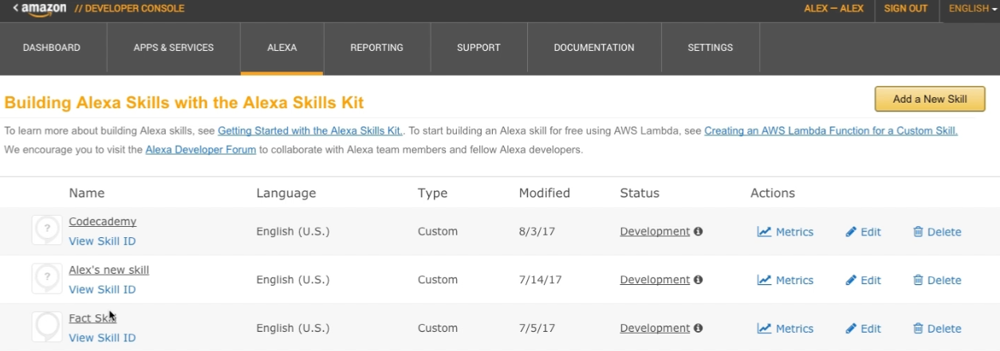 < amazon // DEVELOPER CONSOLE ALEX — ALEX SIGN OUT ENGLISH
DASHBOARD APPS & SERVICES ALEXA REPORTING SUPPORT DOCUMENTATION SETTINGS
Building Alexa Skills with the Alexa Skills Kit Add a New Skill
To learn more about building Alexa skills, see Getting Started with the Alexa Skills Kit.. To start building an Alexa skill for free using AWS Lambda, see Creating an AWS Lambda Function for a Custom Skill.
We encourage you to visit the Alexa Developer Forum to collaborate with Alexa team members and fellow Alexa developers.
Name Language Type Modified Status Actions
? Codecademy
View Skill ID English (U.S.) Custom 8/3/17 Development Metrics Edit Delete
? Alex's new skill
View Skill ID English (U.S.) Custom 7/14/17 Development Metrics Edit Delete
Fact Skill
View Skill ID English (U.S.) Custom 7/5/17 Development Metrics Edit Delete